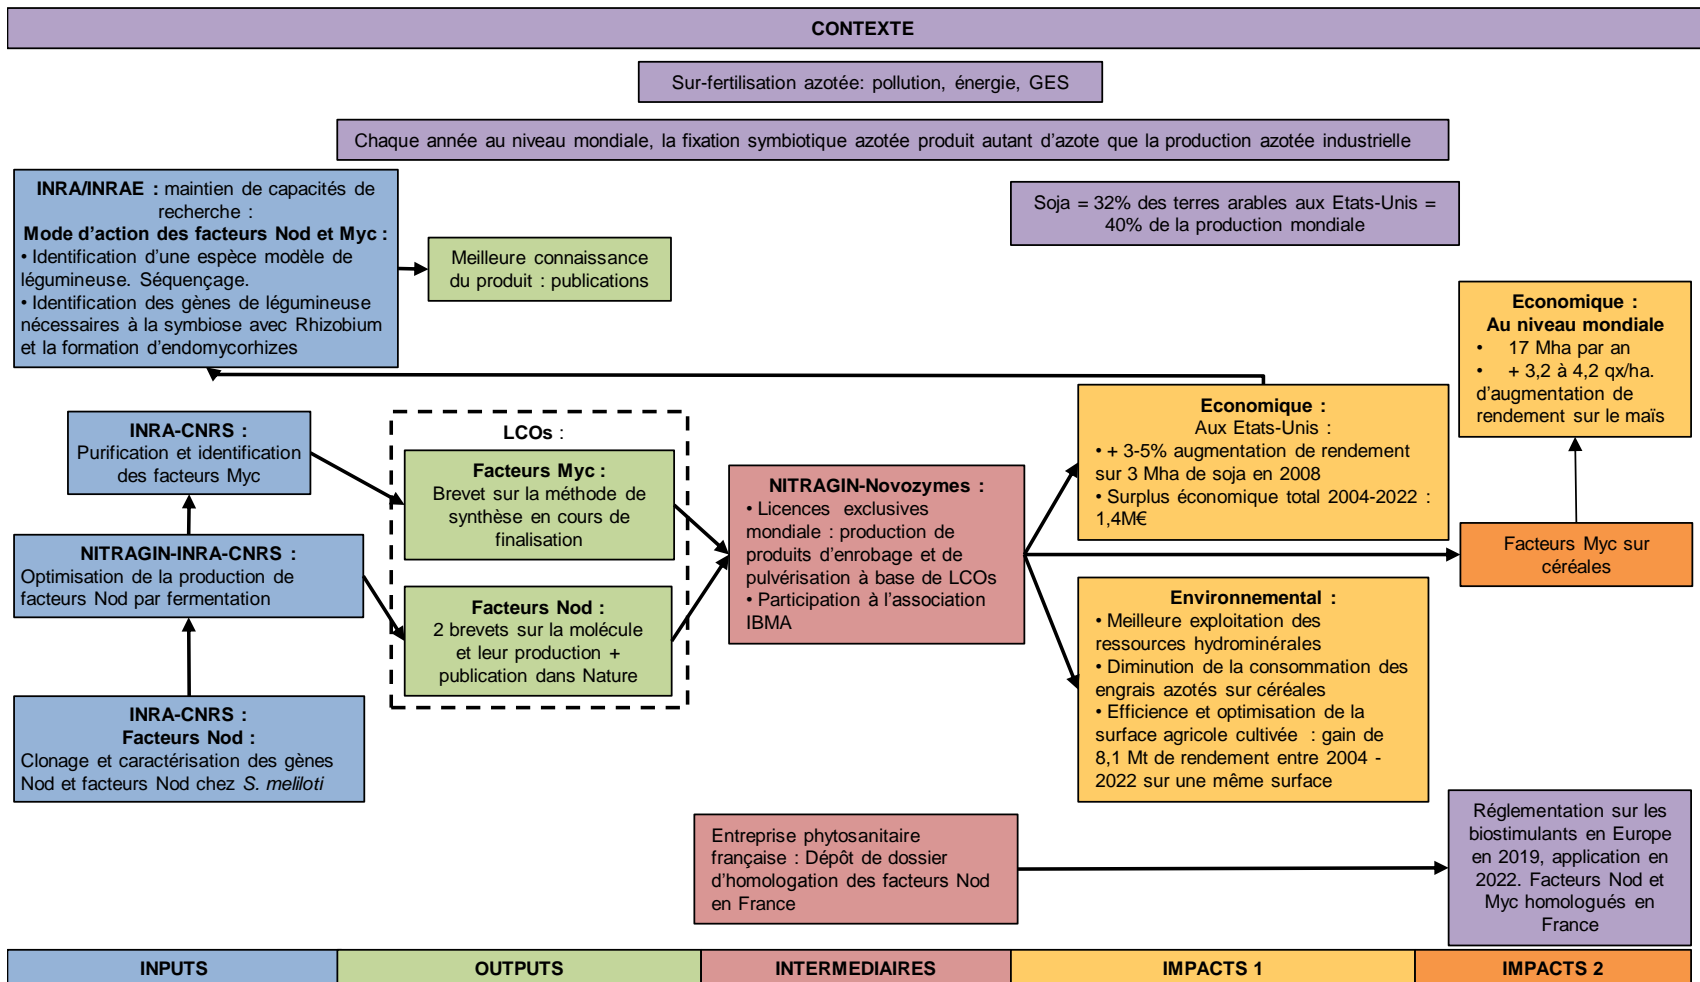 CONTEXTE
Sur-fertilisation azotée: pollution, énergie, GES
Chaque année au niveau mondiale, la fixation symbiotique azotée produit autant d'azote que la production azotée industrielle
INRA/INRAE : maintien de capacités de
recherche :
Mode d'action des facteurs Nod et Myc :
• Identification d'une espèce modèle de
légumineuse. Séquençage.
• Identification des gènes de légumineuse
nécessaires à la symbiose avec Rhizobium
et la formation d'endomycorhizes
Meilleure connaissance
du produit : publications
Soja = 32% des terres arables aux Etats-Unis =
40% de la production mondiale
Economique :
Au niveau mondiale
• 17 Mha par an
• + 3,2 à 4,2 qx/ha.
d'augmentation de
rendement sur le maïs
INRA-CNRS :
Purification et identification
des facteurs Myc
LCOs :
Facteurs Myc :
Brevet sur la méthode de
synthèse en cours de
finalisation
NITRAGIN-Novozymes :
• Licences exclusives
mondiale : production de
produits d'enrobage et de
pulvérisation à base de LCOs
• Participation à l'association
IBMA
Economique :
Aux Etats-Unis :
• + 3-5% augmentation de rendement
sur 3 Mha de soja en 2008
• Surplus économique total 2004-2022 :
1,4M€
Facteurs Myc sur
céréales
NITRAGIN-INRA-CNRS :
Optimisation de la production de
facteurs Nod par fermentation
Facteurs Nod :
2 brevets sur la molécule
et leur production +
publication dans Nature
Environnemental :
• Meilleure exploitation des
ressources hydrominérales
• Diminution de la consommation des
engrais azotés sur céréales
• Efficience et optimisation de la
surface agricole cultivée : gain de
8,1 Mt de rendement entre 2004 -
2022 sur une même surface
INRA-CNRS :
Facteurs Nod :
Clonage et caractérisation des gènes
Nod et facteurs Nod chez S. meliloti
Entreprise phytosanitaire
française : Dépôt de dossier
d'homologation des facteurs Nod
en France
Réglementation sur les
biostimulants en Europe
en 2019, application en
2022. Facteurs Nod et
Myc homologués en
France
INPUTS
OUTPUTS
INTERMEDIAIRES
IMPACTS 1
IMPACTS 2